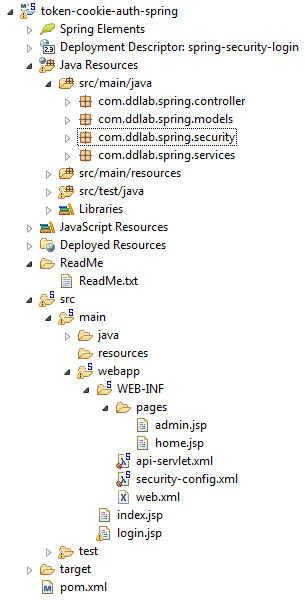 token-cookie-auth-spring
Spring Elements
Deployment Descriptor: spring-security-login
Java Resources
src/main/java
com.ddlab.spring.controller
com.ddlab.spring.models
com.ddlab.spring.security
com.ddlab.spring.services
src/main/resources
src/test/java
Libraries
JavaScript Resources
Deployed Resources
ReadMe
ReadMe.txt
src
main
java
resources
webapp
WEB-INF
pages
admin.jsp
home.jsp
api-servlet.xml
security-config.xml
web.xml
index.jsp
login.jsp
test
target
pom.xml